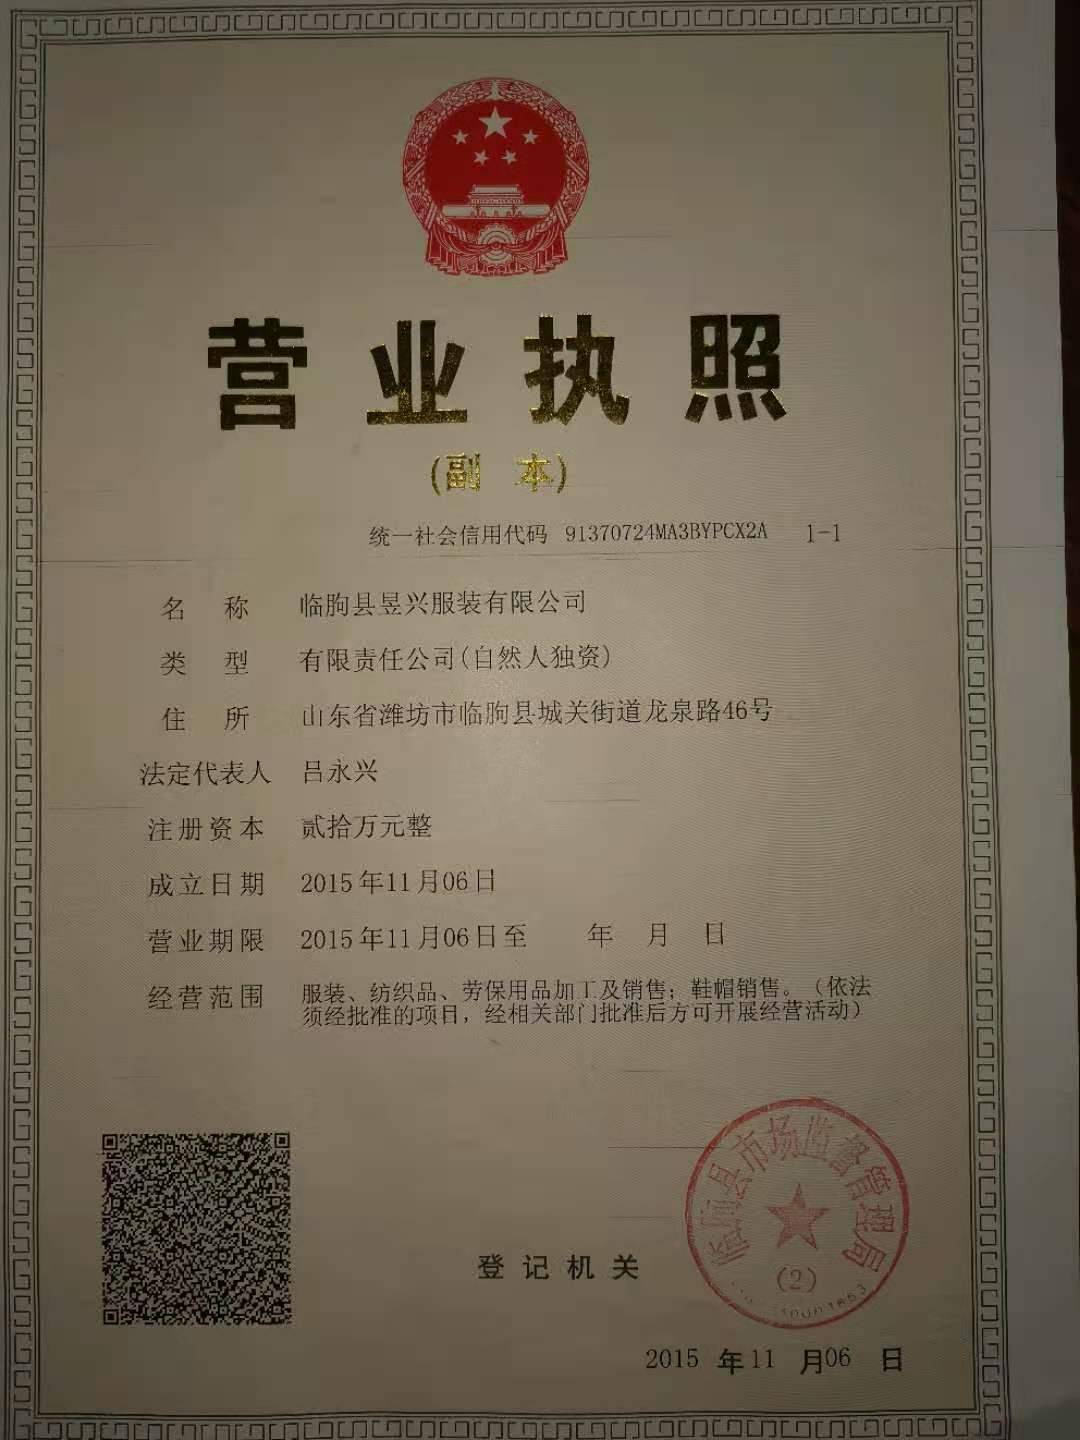 营业执照
(副 本)
统一社会信用代码 91370724MA3BYPCX2A 1-1
名 称 临朐县昱兴服装有限公司
类 型 有限责任公司(自然人独资)
住 所 山东省潍坊市临朐县城关街道龙泉路46号
法定代表人 吕永兴
注册资本 贰拾万元整
成立日期 2015年11月06日
营业期限 2015年11月06日至 年 月 日
经营范围 服装、纺织品、劳保用品加工及销售；鞋帽销售。（依法
须经批准的项目，经相关部门批准后方可开展经营活动）
临朐县市场监督管理局
(2)
登记机关
2015 年11 月06 日